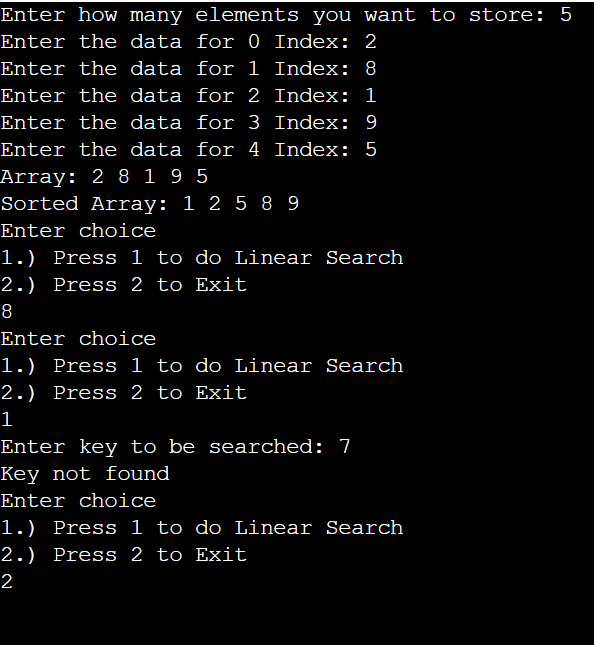 Enter how many elements you want to store: 5
Enter the data for 0 Index: 2
Enter the data for 1 Index: 8
Enter the data for 2 Index: 1
Enter the data for 3 Index: 9
Enter the data for 4 Index: 5
Array: 2 8 1 9 5
Sorted Array: 1 2 5 8 9
Enter choice
1.) Press 1 to do Linear Search
2.) Press 2 to Exit
8
Enter choice
1.) Press 1 to do Linear Search
2.) Press 2 to Exit
1
Enter key to be searched: 7
Key not found
Enter choice
1.) Press 1 to do Linear Search
2.) Press 2 to Exit
2